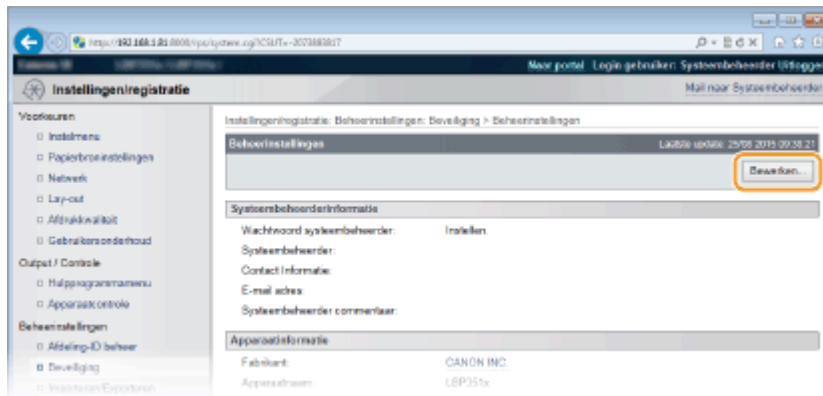 Naar portal Login gebruiker: Systeembeheerder Uitloggen
Instellingen/registratie
Mail naar Systeembeheerder
Voorkeuren
Instelmenu
Papierbroninstellingen
Netwerk
Lay-out
Afdrukkwaliteit
Gebruikersonderhoud
Output / Controle
Hulpprogrammamenu
Apparaatcontrole
Beheerinstellingen
Afdeling-ID beheer
Beveiliging
Importeren/Exporteren
Instellingen/registratie: Beheerinstellingen: Beveiliging > Beheerinstellingen
Beheerinstellingen
Laatste update: 25/08 2015 09:38:21
Bewerken...
Systeembeheerderinformatie
Wachtwoord systeembeheerder: Instellen.
Systeembeheerder:
Contact Informatie:
E-mail adres:
Systeembeheerder commentaar:
Apparaatinformatie
Fabrikant: CANON INC.
Apparaatnaam: LBP351x